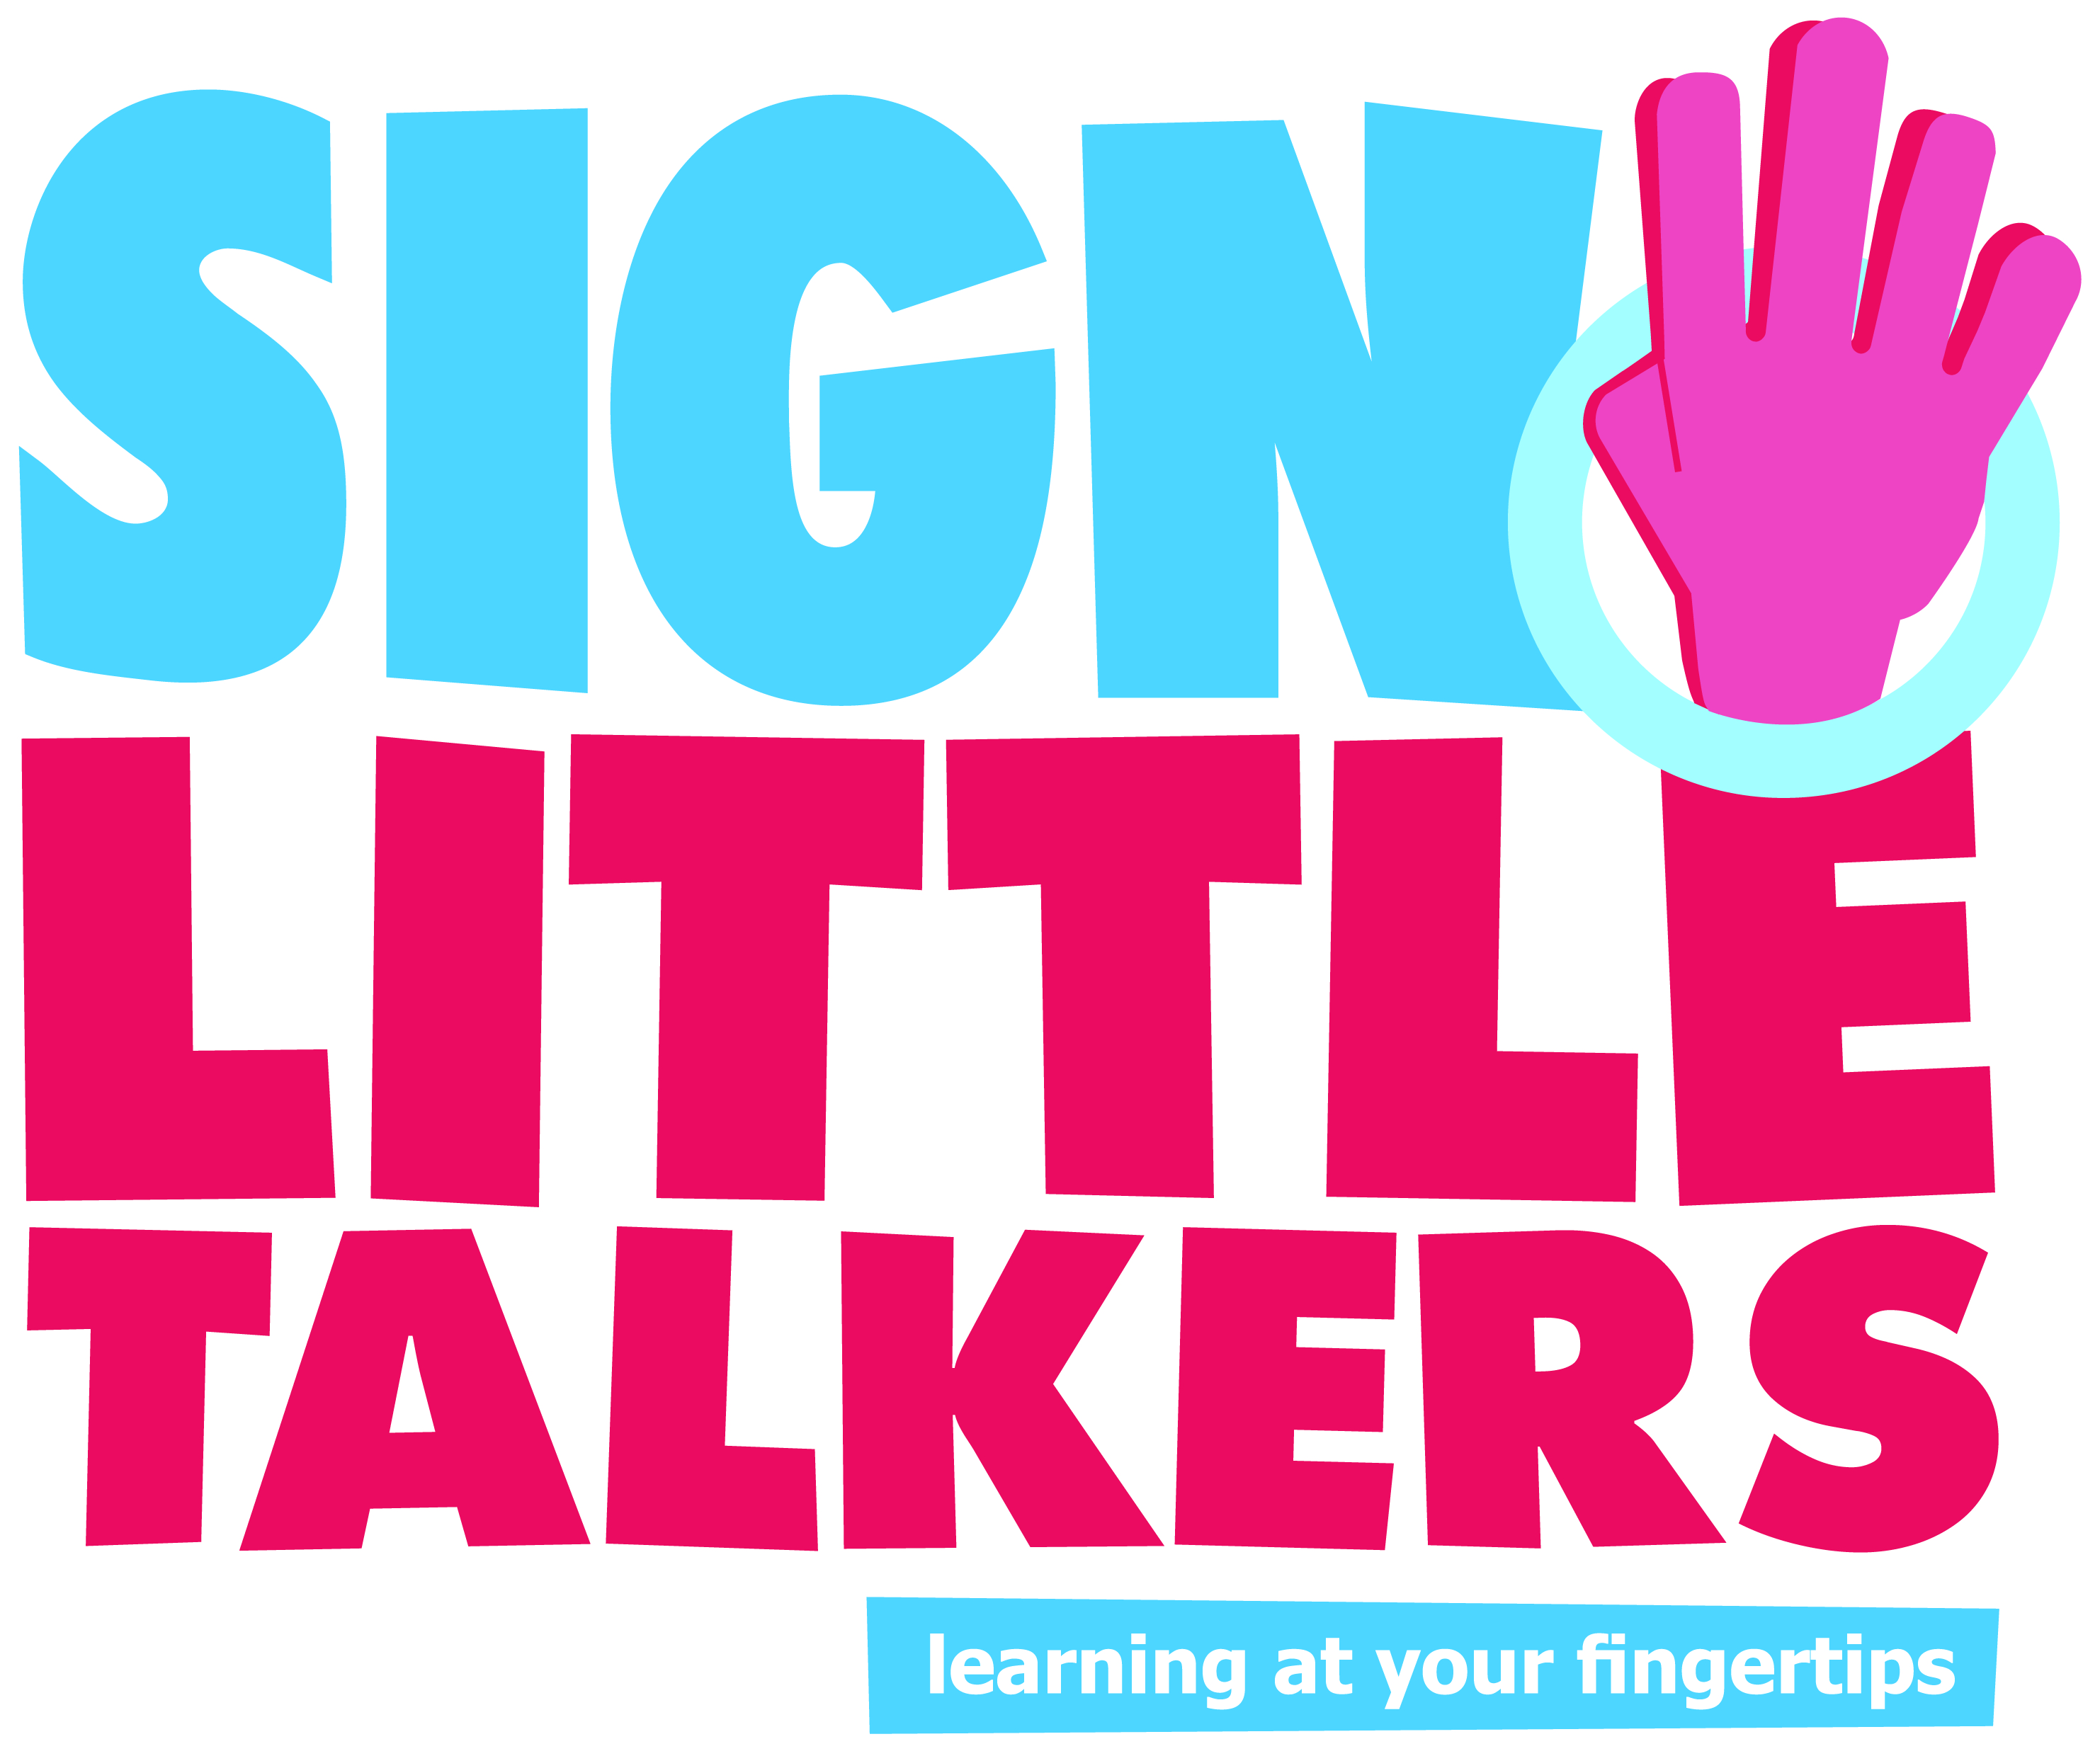 SIGN
LITTLE
TALKERS
learning at your fingertips